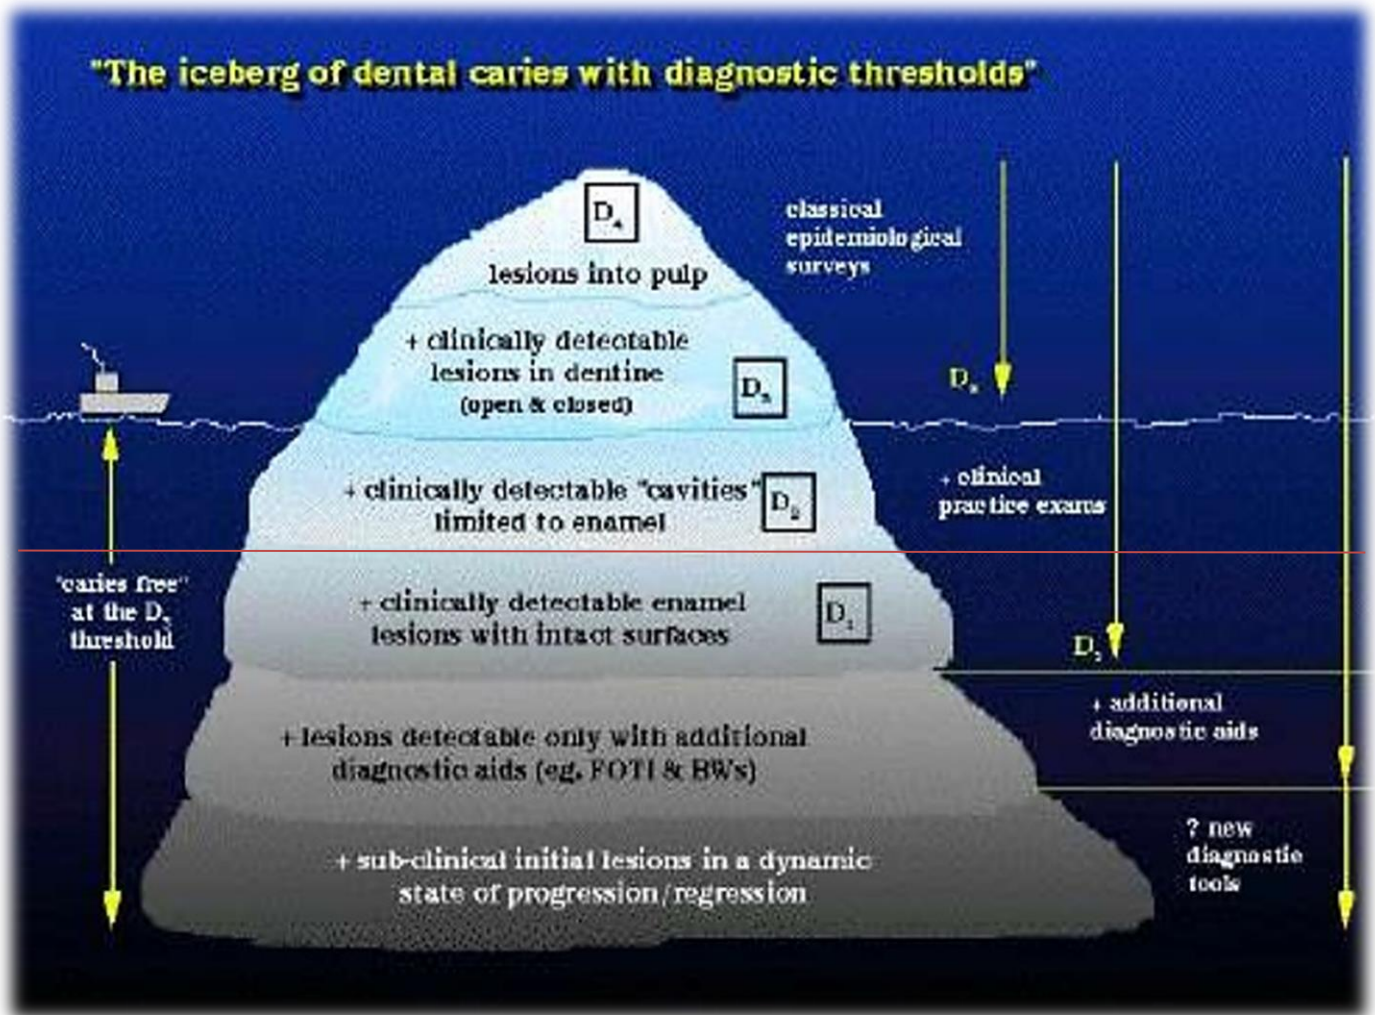 "The iceberg of dental caries with diagnostic thresholds"
D₄
lesions into pulp
classical
epidemiological
surveys
+ clinically detectable
lesions in dentine
(open & closed)
D₃
D₃
+ clinically detectable "cavities"
limited to enamel
D₂
+ clinical
practice exams
"caries free"
at the D₃
threshold
+ clinically detectable enamel
lesions with intact surfaces
D₁
D₁
+ additional
diagnostic aids
+ lesions detectable only with additional
diagnostic aids (eg. FOTI & BWs)
? new
diagnostic
tools
+ sub-clinical initial lesions in a dynamic
state of progression/regression